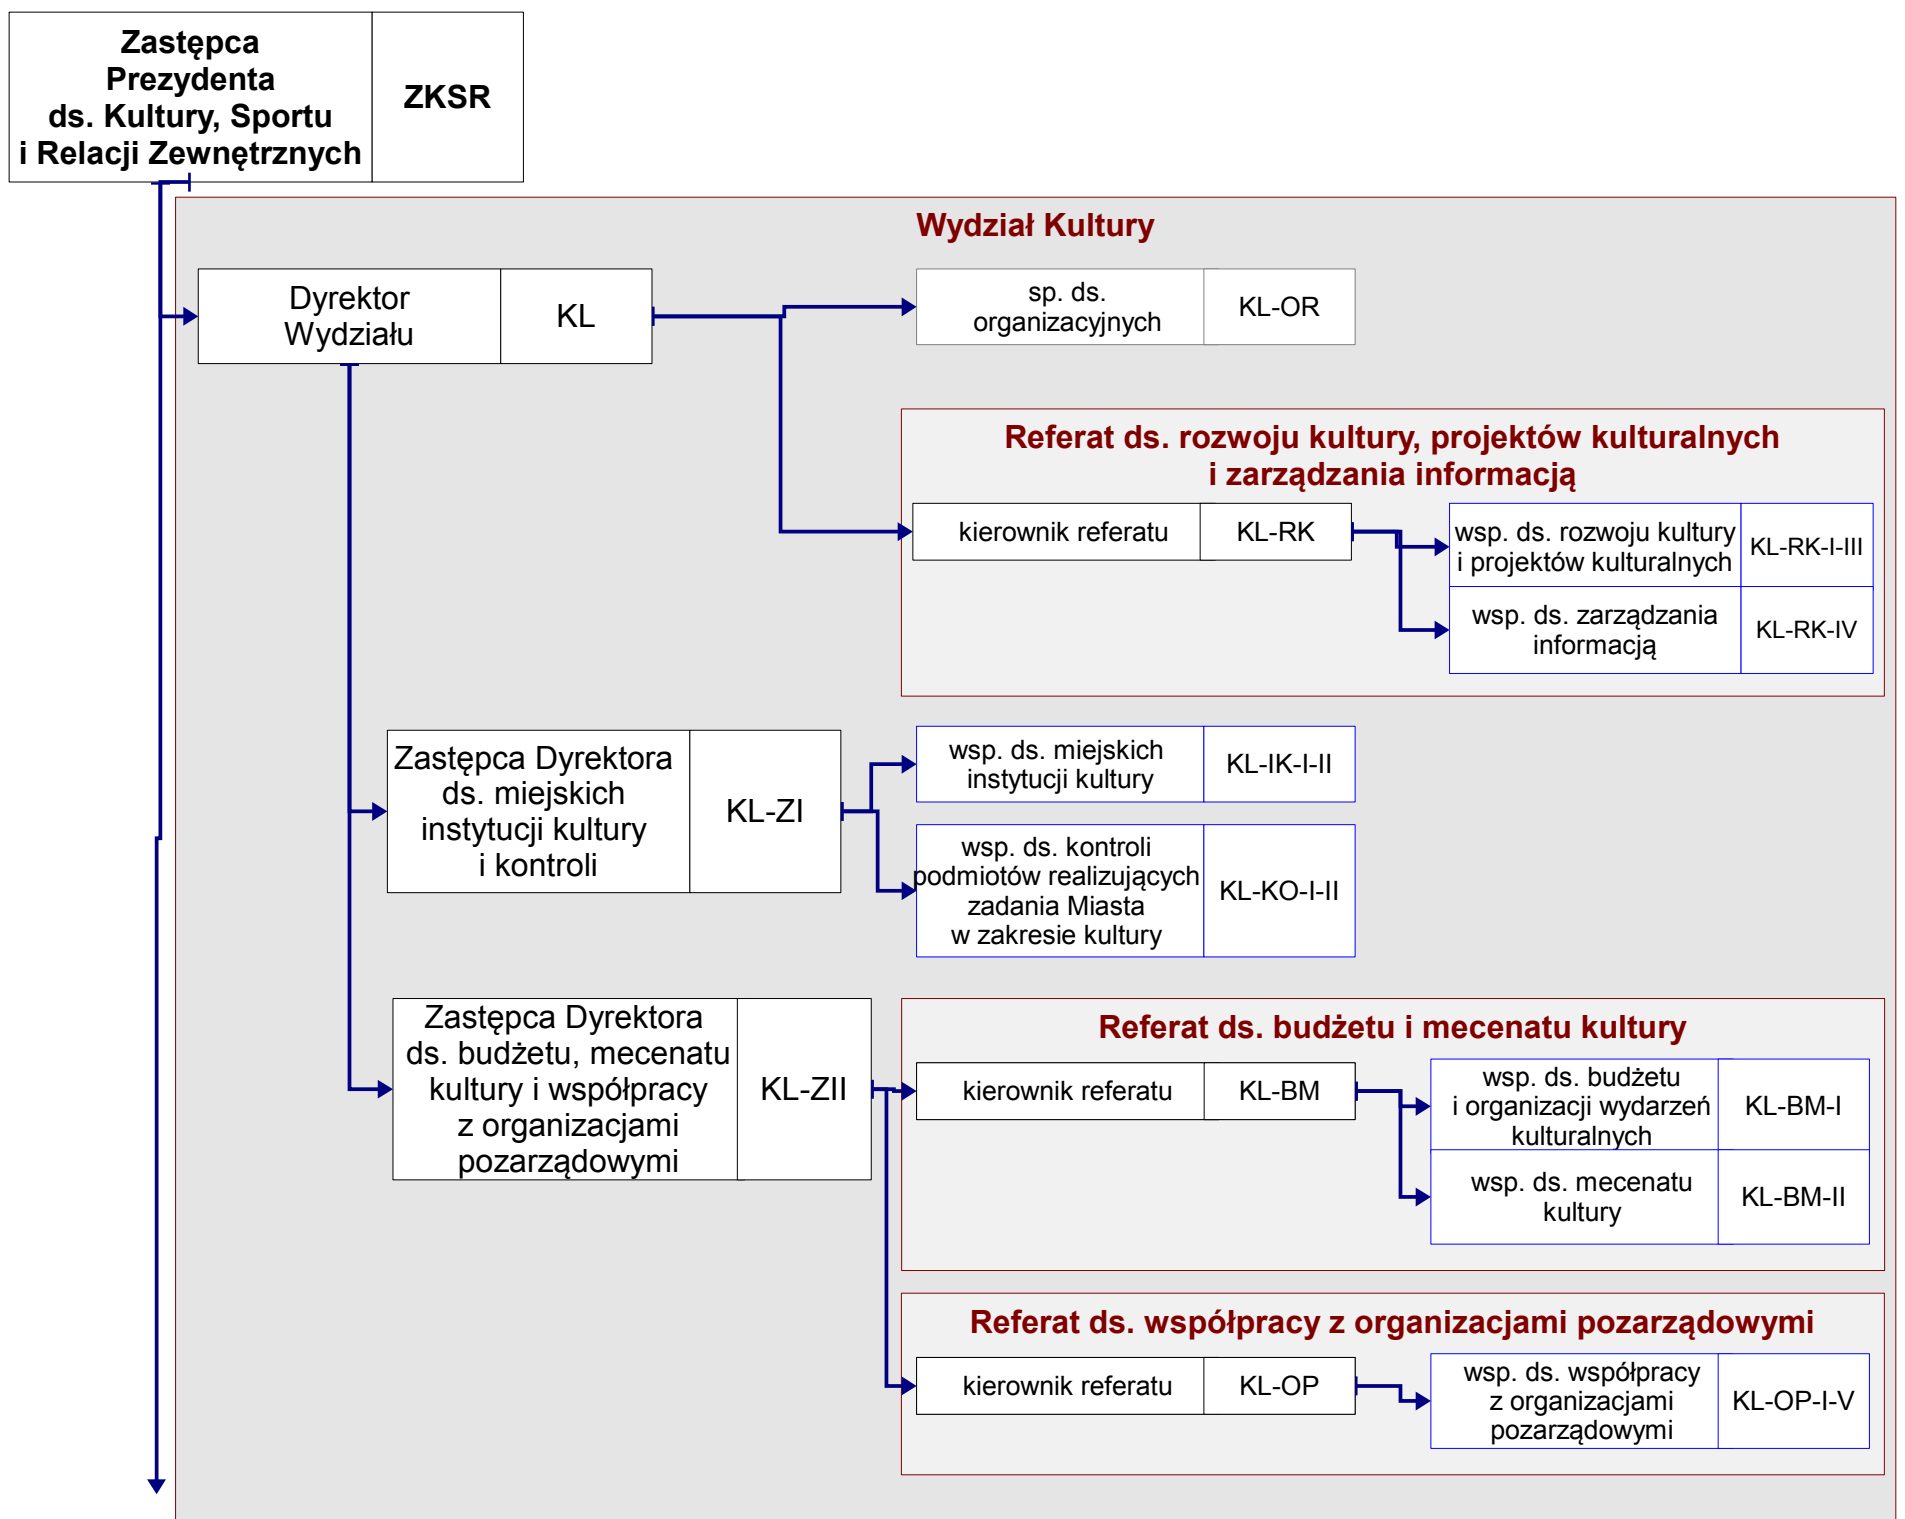 Zastępca
Prezydenta
ds. Kultury, Sportu
i Relacji Zewnętrznych
ZKSR
Wydział Kultury
Dyrektor
Wydziału
KL
sp. ds.
organizacyjnych
KL-OR
Referat ds. rozwoju kultury, projektów kulturalnych
i zarządzania informacją
kierownik referatu
KL-RK
wsp. ds. rozwoju kultury
i projektów kulturalnych
KL-RK-I-III
wsp. ds. zarządzania
informacją
KL-RK-IV
Zastępca Dyrektora
ds. miejskich
instytucji kultury
i kontroli
KL-ZI
wsp. ds. miejskich
instytucji kultury
KL-IK-I-II
wsp. ds. kontroli
podmiotów realizujących
zadania Miasta
w zakresie kultury
KL-KO-I-II
Zastępca Dyrektora
ds. budżetu, mecenatu
kultury i współpracy
z organizacjami
pozarządowymi
KL-ZII
Referat ds. budżetu i mecenatu kultury
kierownik referatu
KL-BM
wsp. ds. budżetu
i organizacji wydarzeń
kulturalnych
KL-BM-I
wsp. ds. mecenatu
kultury
KL-BM-II
Referat ds. współpracy z organizacjami pozarządowymi
kierownik referatu
KL-OP
wsp. ds. współpracy
z organizacjami
pozarządowymi
KL-OP-I-V